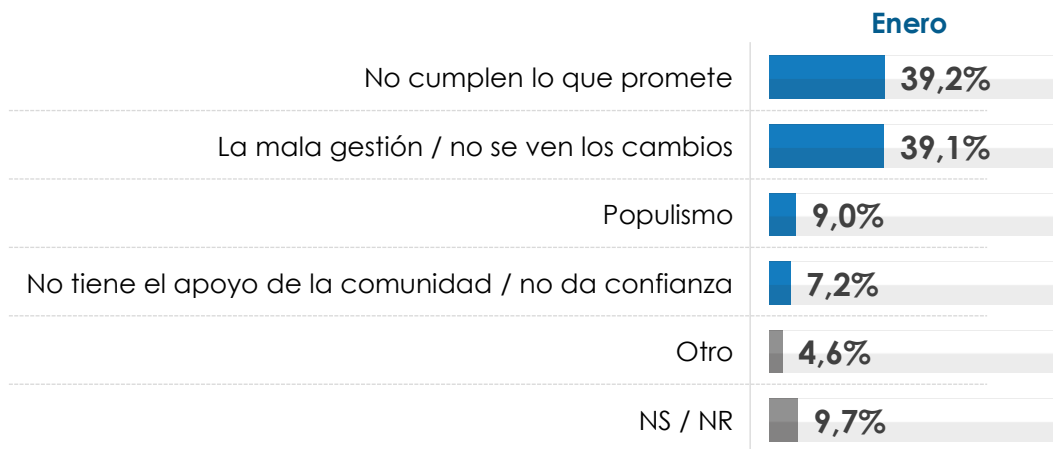 Enero
No cumplen lo que promete 39,2%
La mala gestión / no se ven los cambios 39,1%
Populismo 9,0%
No tiene el apoyo de la comunidad / no da confianza 7,2%
Otro 4,6%
NS / NR 9,7%